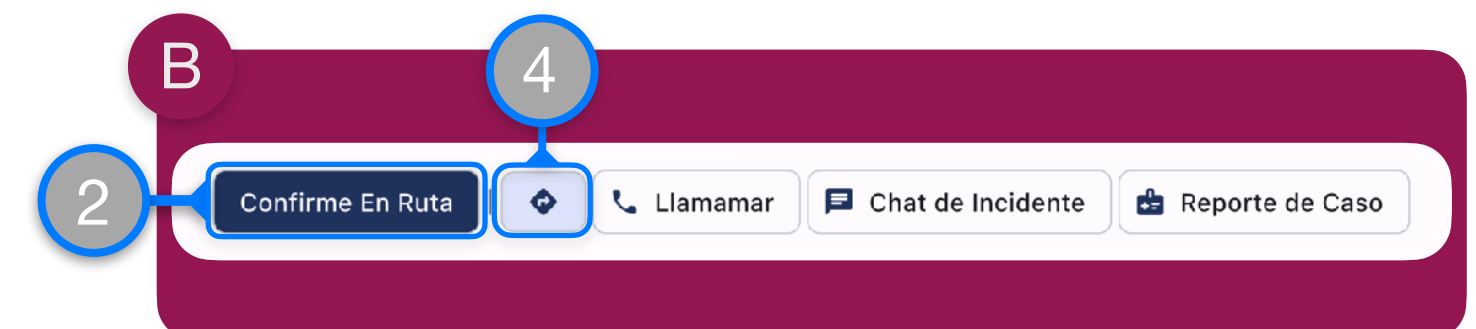 B
4
2
Confirme En Ruta
Llamamar
Chat de Incidente
Reporte de Caso